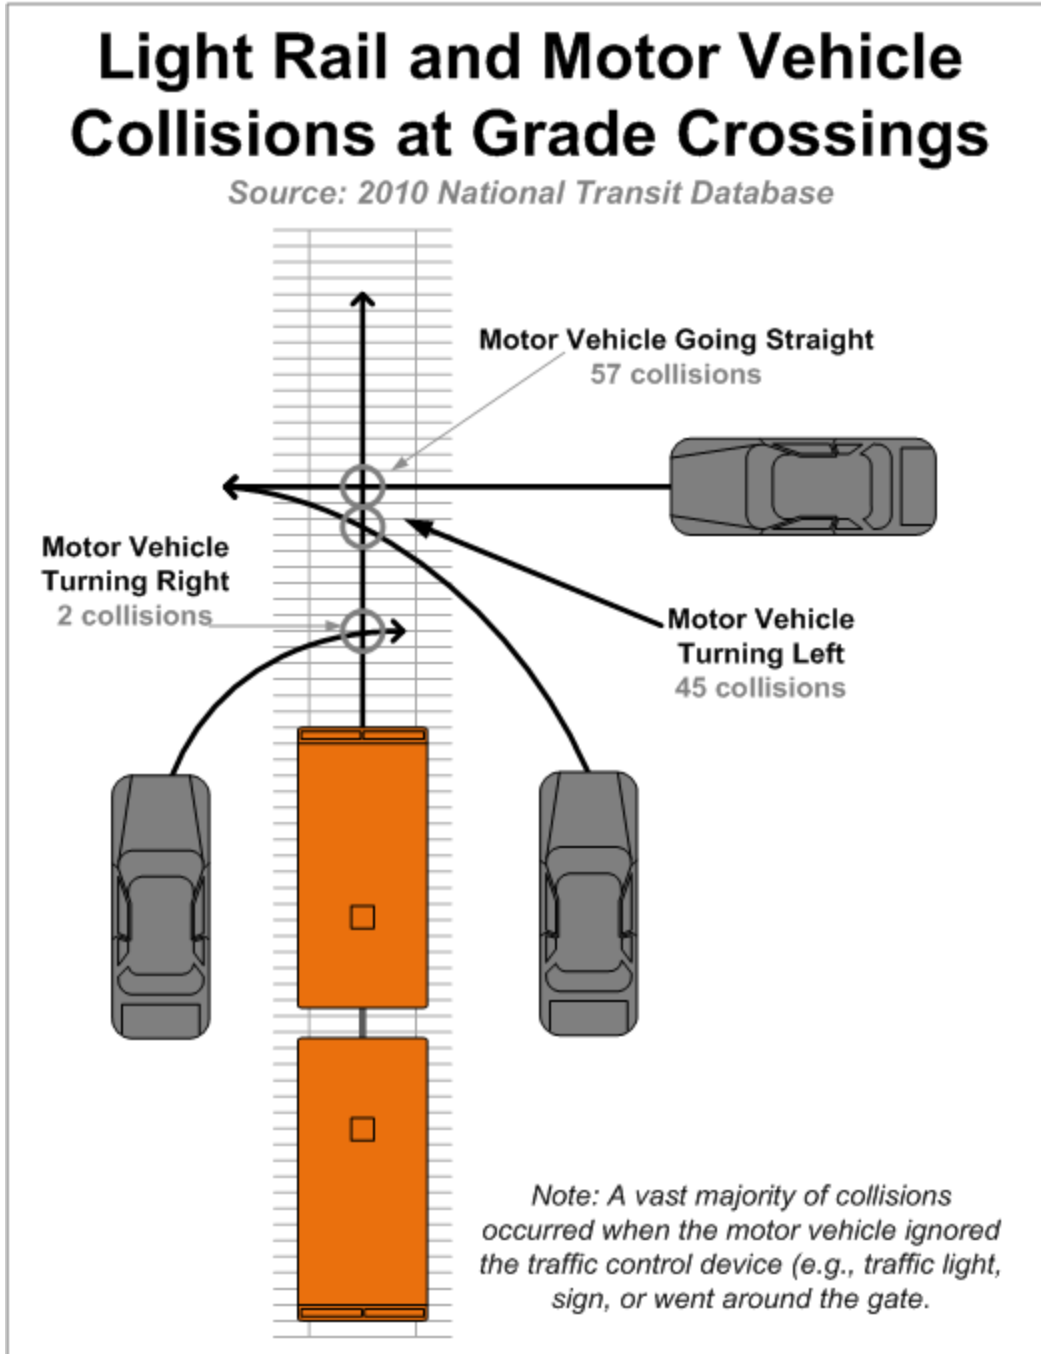 Light Rail and Motor Vehicle
Collisions at Grade Crossings
Source: 2010 National Transit Database
Motor Vehicle Going Straight
57 collisions
Motor Vehicle
Turning Right
2 collisions
Motor Vehicle
Turning Left
45 collisions
Note: A vast majority of collisions
occurred when the motor vehicle ignored
the traffic control device (e.g., traffic light,
sign, or went around the gate.